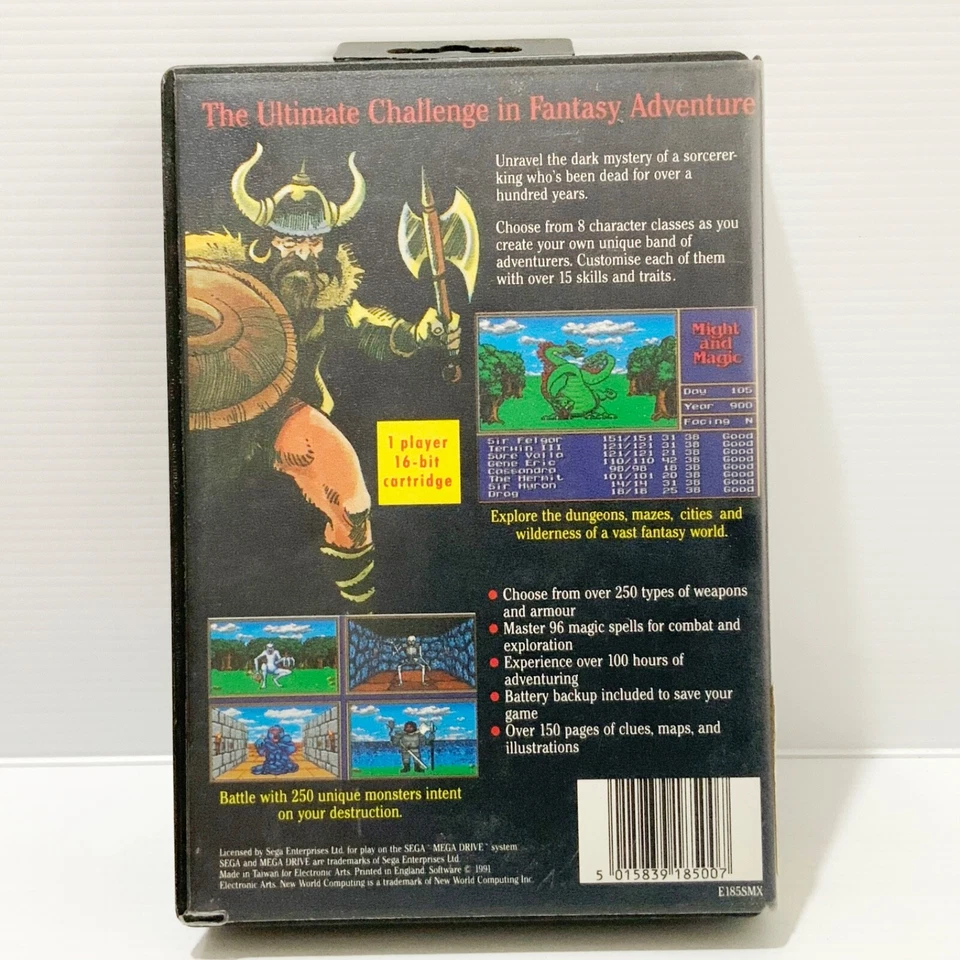 The Ultimate Challenge in Fantasy Adventure
Unravel the dark mystery of a sorcerer-
king who's been dead for over a
hundred years.
Choose from 8 character classes as you
create your own unique band of
adventurers. Customise each of them
with over 15 skills and traits.
Might
and
Magic
Day 105
Year 900
Facing N
Sir Felgar 151/151 31 38 Good
Terwin III 121/121 31 38 Good
Sure Valla 121/121 21 38 Good
Gene Eric 110/110 42 38 Good
Cassandra 98/98 18 38 Good
The Hermit 101/101 20 38 Good
Sir Hyron 14/14 31 38 Good
Drog 18/18 25 38 Good
1 player
16-bit
cartridge
Explore the dungeons, mazes, cities and
wilderness of a vast fantasy world.
Choose from over 250 types of weapons
and armour
Master 96 magic spells for combat and
exploration
Experience over 100 hours of
adventuring
Battery backup included to save your
game
Over 150 pages of clues, maps, and
illustrations
Battle with 250 unique monsters intent
on your destruction.
Licensed by Sega Enterprises Ltd. for play on the SEGA™ MEGA DRIVE™ system
SEGA and MEGA DRIVE are trademarks of Sega Enterprises Ltd.
Made in Taiwan for Electronic Arts. Printed in England. Software © 1991
Electronic Arts. New World Computing is a trademark of New World Computing Inc.
5 015839 185007
E185SMX